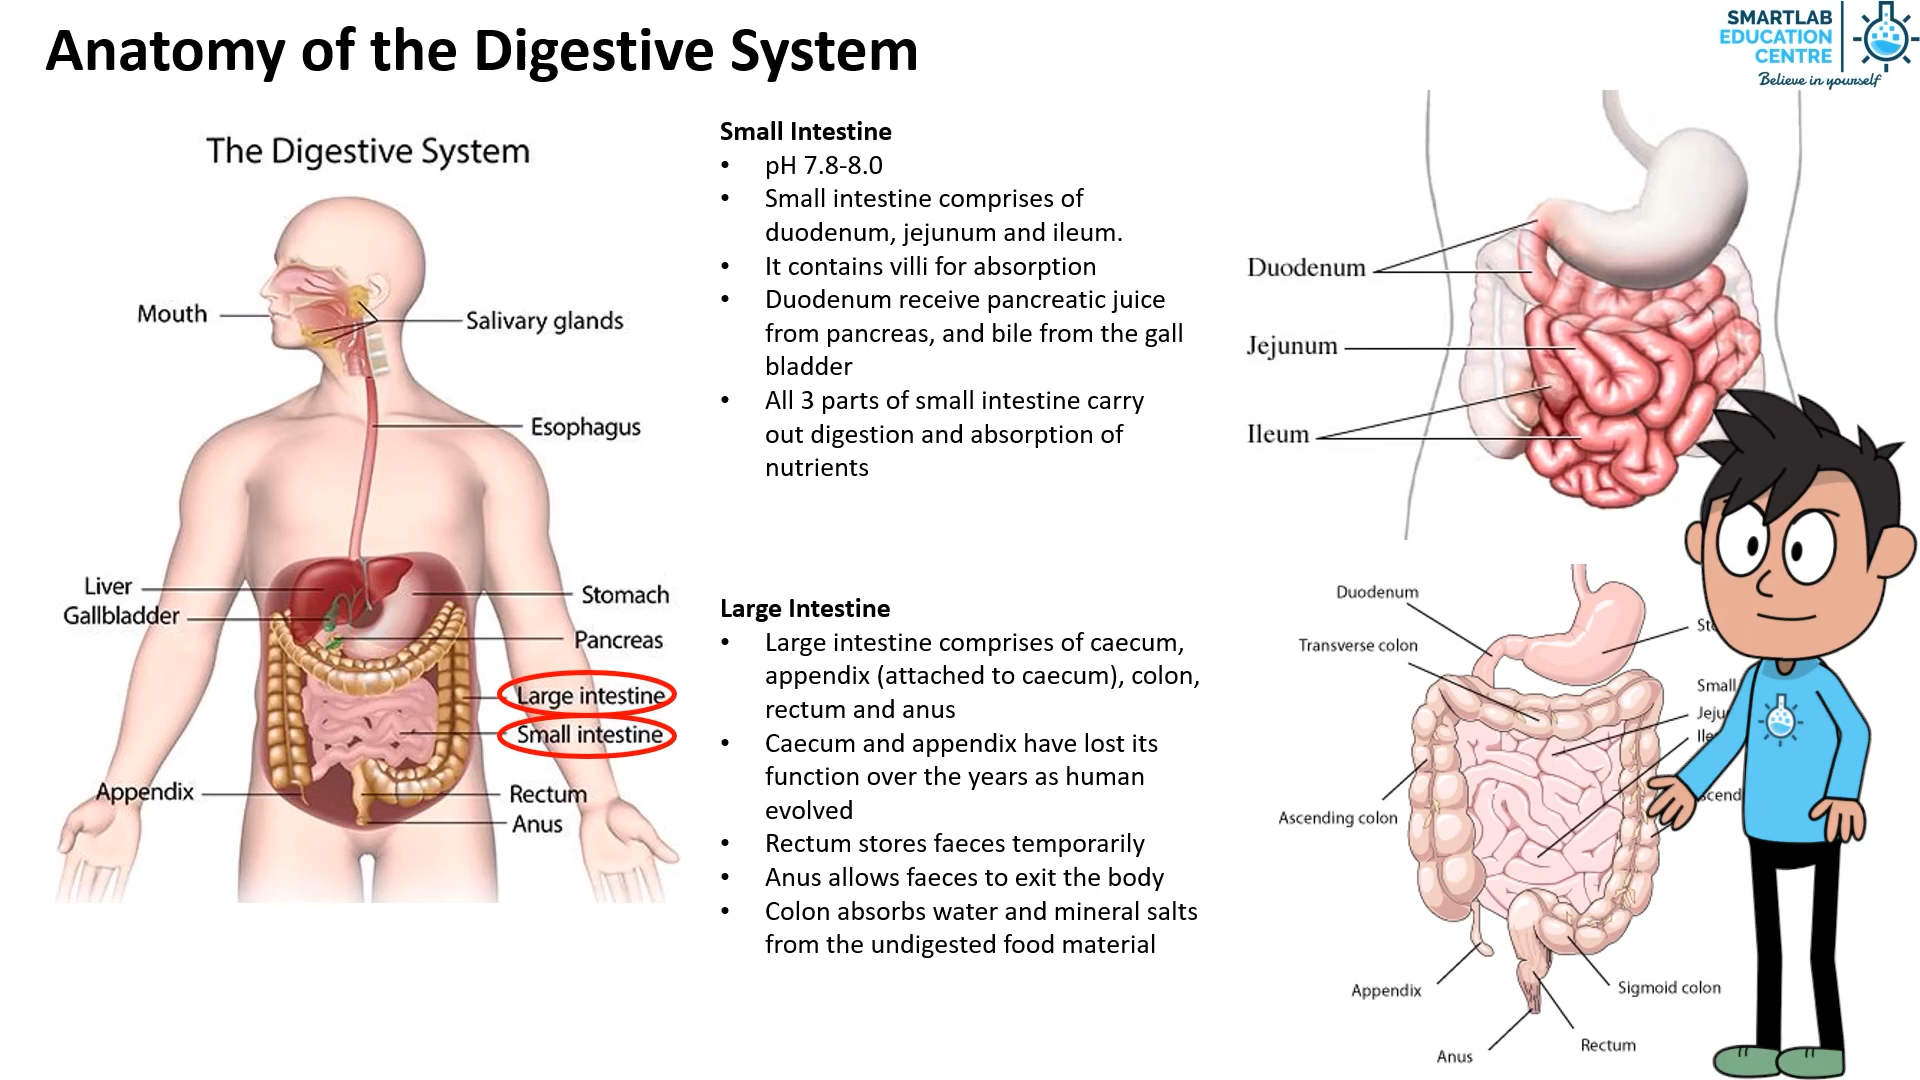 Anatomy of the Digestive System
SMARTLAB
EDUCATION
CENTRE
Believe in yourself
The Digestive System
Mouth
Salivary glands
Esophagus
Liver
Gallbladder
Stomach
Pancreas
Large intestine
Small intestine
Appendix
Rectum
Anus
Small Intestine
• pH 7.8-8.0
• Small intestine comprises of
duodenum, jejunum and ileum.
• It contains villi for absorption
• Duodenum receive pancreatic juice
from pancreas, and bile from the gall
bladder
• All 3 parts of small intestine carry
out digestion and absorption of
nutrients
Large Intestine
• Large intestine comprises of caecum,
appendix (attached to caecum), colon,
rectum and anus
• Caecum and appendix have lost its
function over the years as human
evolved
• Rectum stores faeces temporarily
• Anus allows faeces to exit the body
• Colon absorbs water and mineral salts
from the undigested food material
Duodenum
Jejunum
Ileum
Duodenum
Transverse colon
Small
Ascending colon
Appendix
Sigmoid colon
Rectum
Anus